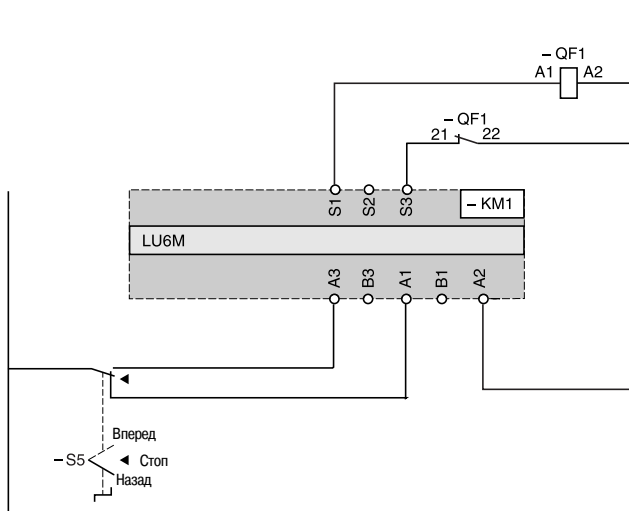 – QF1
A1 A2
– QF1
21 22
S1 S2 S3
– KM1
LU6M
A3 B3 A1 B1 A2
Вперед
– S5 Стоп
Назад